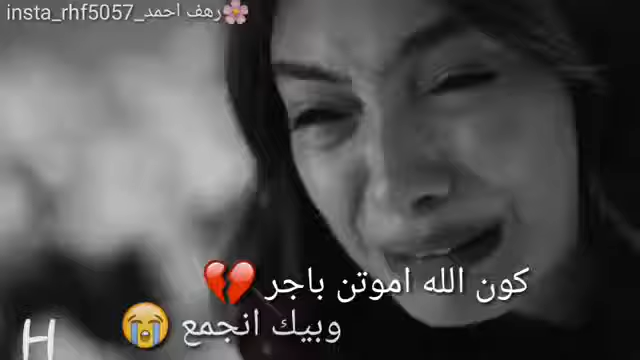 insta_rhf5057_رهف احمد🌸
كون الله اموتن باجر 💔
وبيك انجمع 😭
H